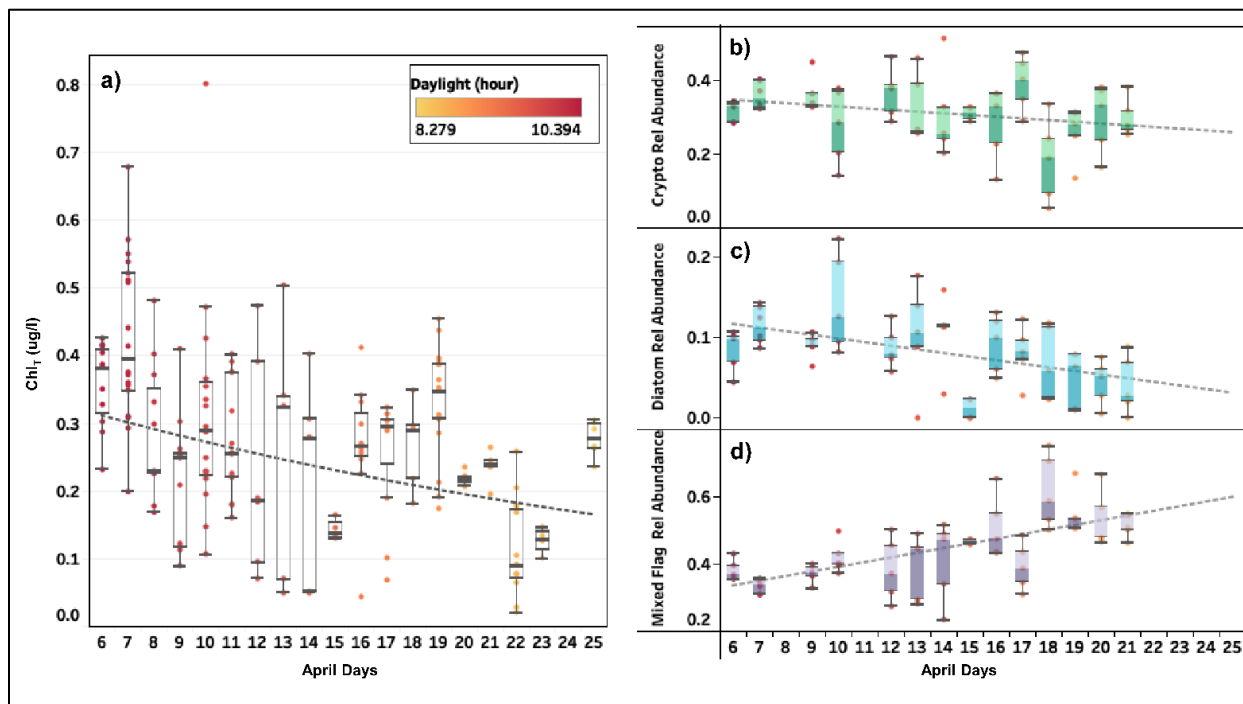 a)
Daylight (hour)
8.279 10.394
Chl_T (ug/l)
0.8
0.7
0.6
0.5
0.4
0.3
0.2
0.1
0.0
6 7 8 9 10 11 12 13 14 15 16 17 18 19 20 21 22 23 24 25
April Days
b)
Crypto Rel Abundance
0.4
0.2
0.0
c)
Diatom Rel Abundance
0.2
0.1
0.0
d)
Mixed Flag Rel Abundance
0.6
0.4
0.2
6 7 8 9 10 11 12 13 14 15 16 17 18 19 20 21 22 23 24 25
April Days